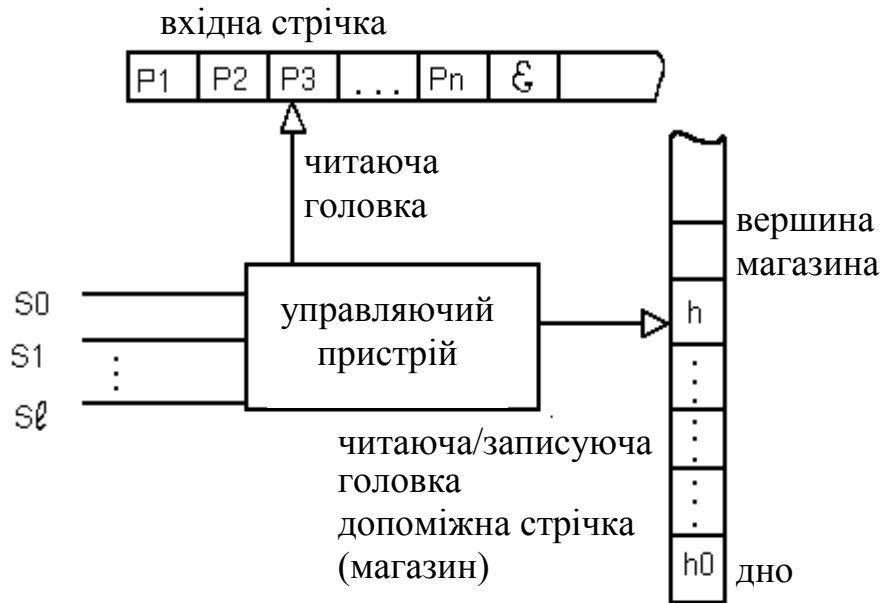 вхідна стрічка
P1 P2 P3 ... Pn &
читаюча
головка
вершина
магазина
S0
S1
Sℓ
управляючий
пристрій
h
читаюча/записуюча
головка
допоміжна стрічка
(магазин)
h0
дно